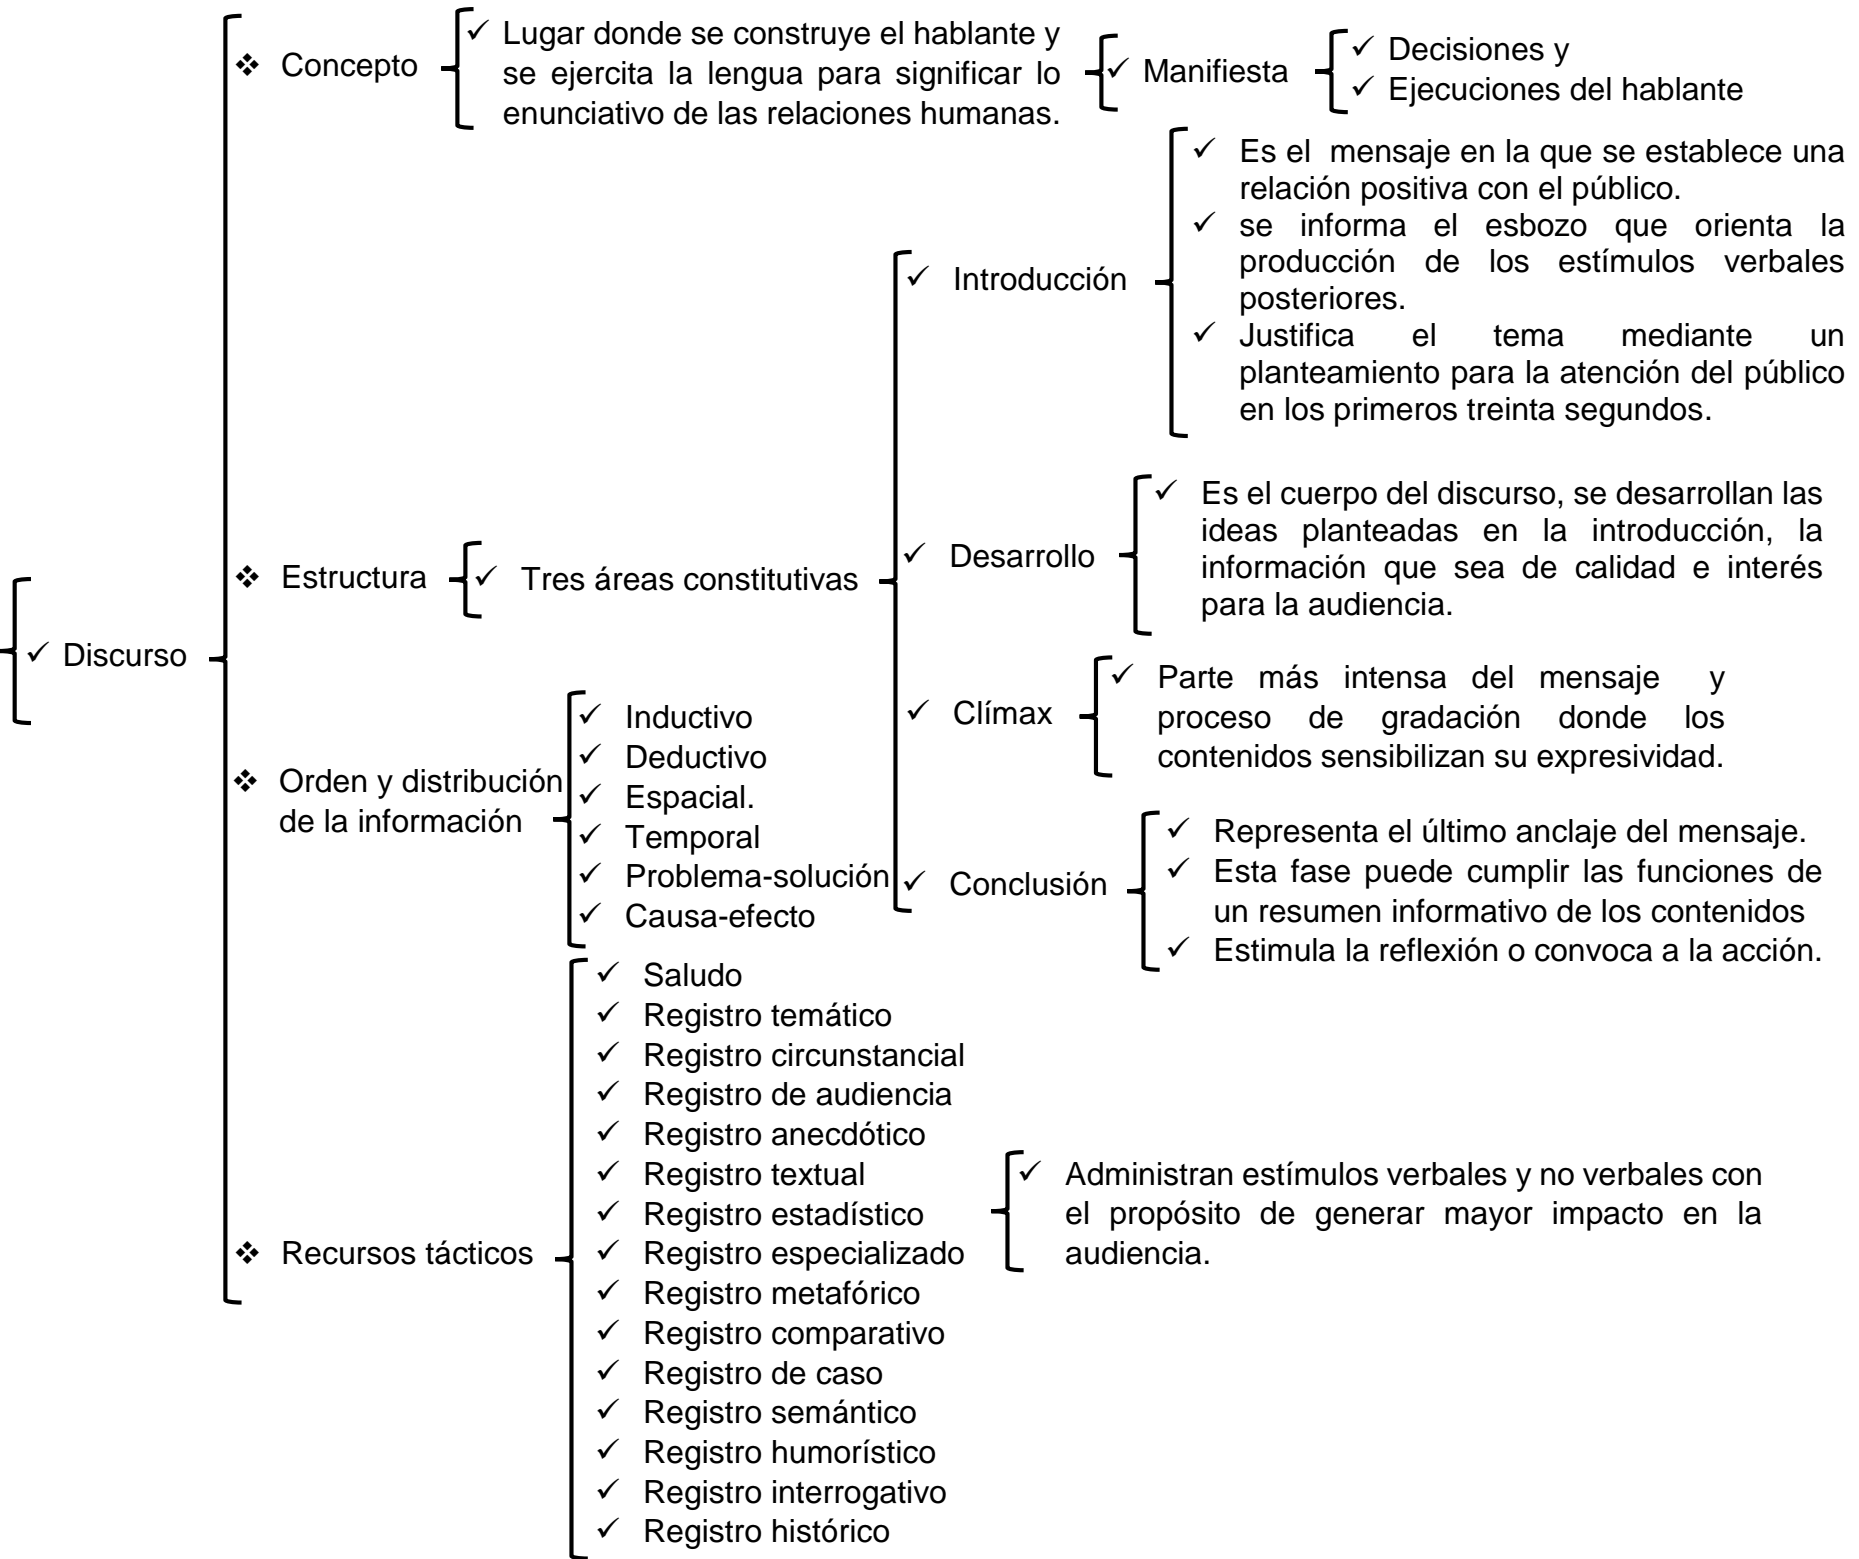 ✓ Discurso
❖ Concepto
✓ Lugar donde se construye el hablante y
se ejercita la lengua para significar lo
enunciativo de las relaciones humanas.
✓ Manifiesta
✓ Decisiones y
✓ Ejecuciones del hablante
❖ Estructura
✓ Tres áreas constitutivas
✓ Introducción
✓ Es el mensaje en la que se establece una
relación positiva con el público.
✓ se informa el esbozo que orienta la
producción de los estímulos verbales
posteriores.
✓ Justifica el tema mediante un
planteamiento para la atención del público
en los primeros treinta segundos.
✓ Desarrollo
✓ Es el cuerpo del discurso, se desarrollan las
ideas planteadas en la introducción, la
información que sea de calidad e interés
para la audiencia.
✓ Clímax
✓ Parte más intensa del mensaje y
proceso de gradación donde los
contenidos sensibilizan su expresividad.
✓ Conclusión
✓ Representa el último anclaje del mensaje.
✓ Esta fase puede cumplir las funciones de
un resumen informativo de los contenidos
✓ Estimula la reflexión o convoca a la acción.
❖ Orden y distribución
de la información
✓ Inductivo
✓ Deductivo
✓ Espacial.
✓ Temporal
✓ Problema-solución
✓ Causa-efecto
❖ Recursos tácticos
✓ Saludo
✓ Registro temático
✓ Registro circunstancial
✓ Registro de audiencia
✓ Registro anecdótico
✓ Registro textual
✓ Registro estadístico
✓ Registro especializado
✓ Registro metafórico
✓ Registro comparativo
✓ Registro de caso
✓ Registro semántico
✓ Registro humorístico
✓ Registro interrogativo
✓ Registro histórico
✓ Administran estímulos verbales y no verbales con
el propósito de generar mayor impacto en la
audiencia.